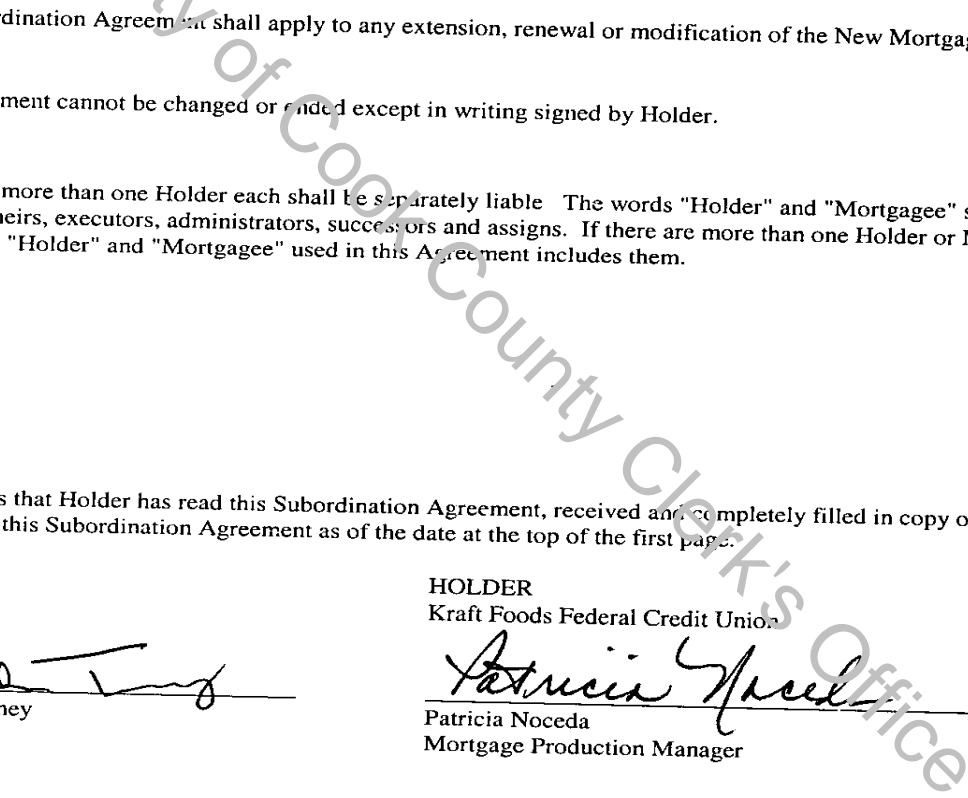 dination Agreement shall apply to any extension, renewal or modification of the New Mortga
ment cannot be changed or ended except in writing signed by Holder.
more than one Holder each shall be separately liable The words "Holder" and "Mortgagee" s
heirs, executors, administrators, successors and assigns. If there are more than one Holder or
"Holder" and "Mortgagee" used in this Agreement includes them.
s that Holder has read this Subordination Agreement, received and completely filled in copy o
this Subordination Agreement as of the date at the top of the first page.
HOLDER
Kraft Foods Federal Credit Union
Patricia Noceda
ney
Patricia Noceda
Mortgage Production Manager
y of Cook County Clerk's Office